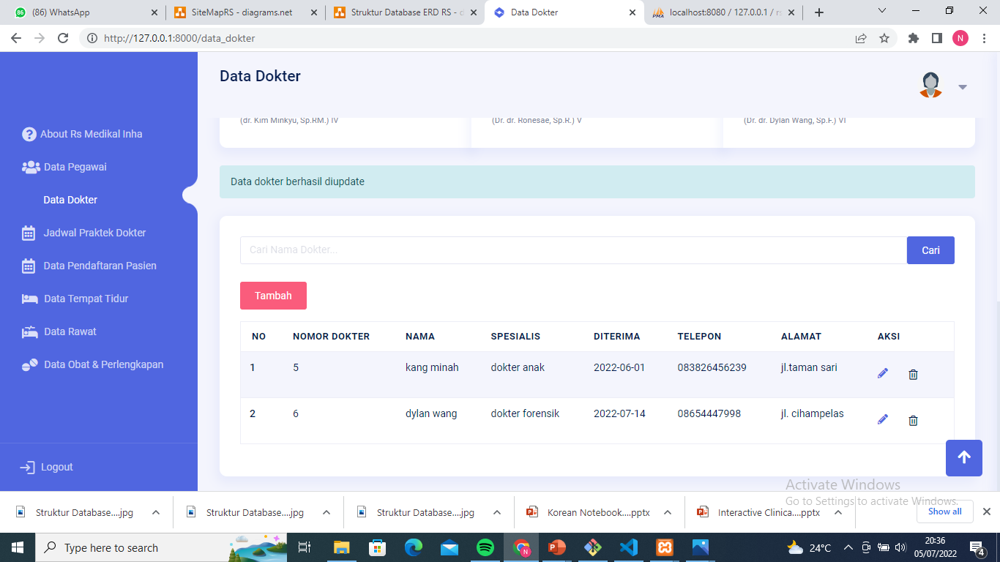 (86) WhatsApp
SiteMapRS - diagrams.net
Struktur Database ERD RS - d
Data Dokter
localhost:8080 / 127.0.0.1 / rs
http://127.0.0.1:8000/data_dokter
N
Data Dokter
(dr. Kim Minkyu, Sp.RM.) IV
(Dr. dr. Ronesae, Sp.R.) V
(Dr. dr. Dylan Wang, Sp.F.) VI
About Rs Medikal Inha
Data Pegawai
Data Dokter
Jadwal Praktek Dokter
Data Pendaftaran Pasien
Data Tempat Tidur
Data Rawat
Data Obat & Perlengkapan
Logout
Data dokter berhasil diupdate
Cari Nama Dokter...
Cari
Tambah
NO NOMOR DOKTER NAMA SPESIALIS DITERIMA TELEPON ALAMAT AKSI
1 5 kang minah dokter anak 2022-06-01 083826456239 jl.taman sari
2 6 dylan wang dokter forensik 2022-07-14 08654447998 jl. cihampelas
Activate Windows
Go to Settings to activate Windows.
Struktur Database....jpg
Struktur Database....jpg
Struktur Database....jpg
Korean Notebook....pptx
Interactive Clinica....pptx
Show all
Type here to search
24°C
20:36
05/07/2022
4